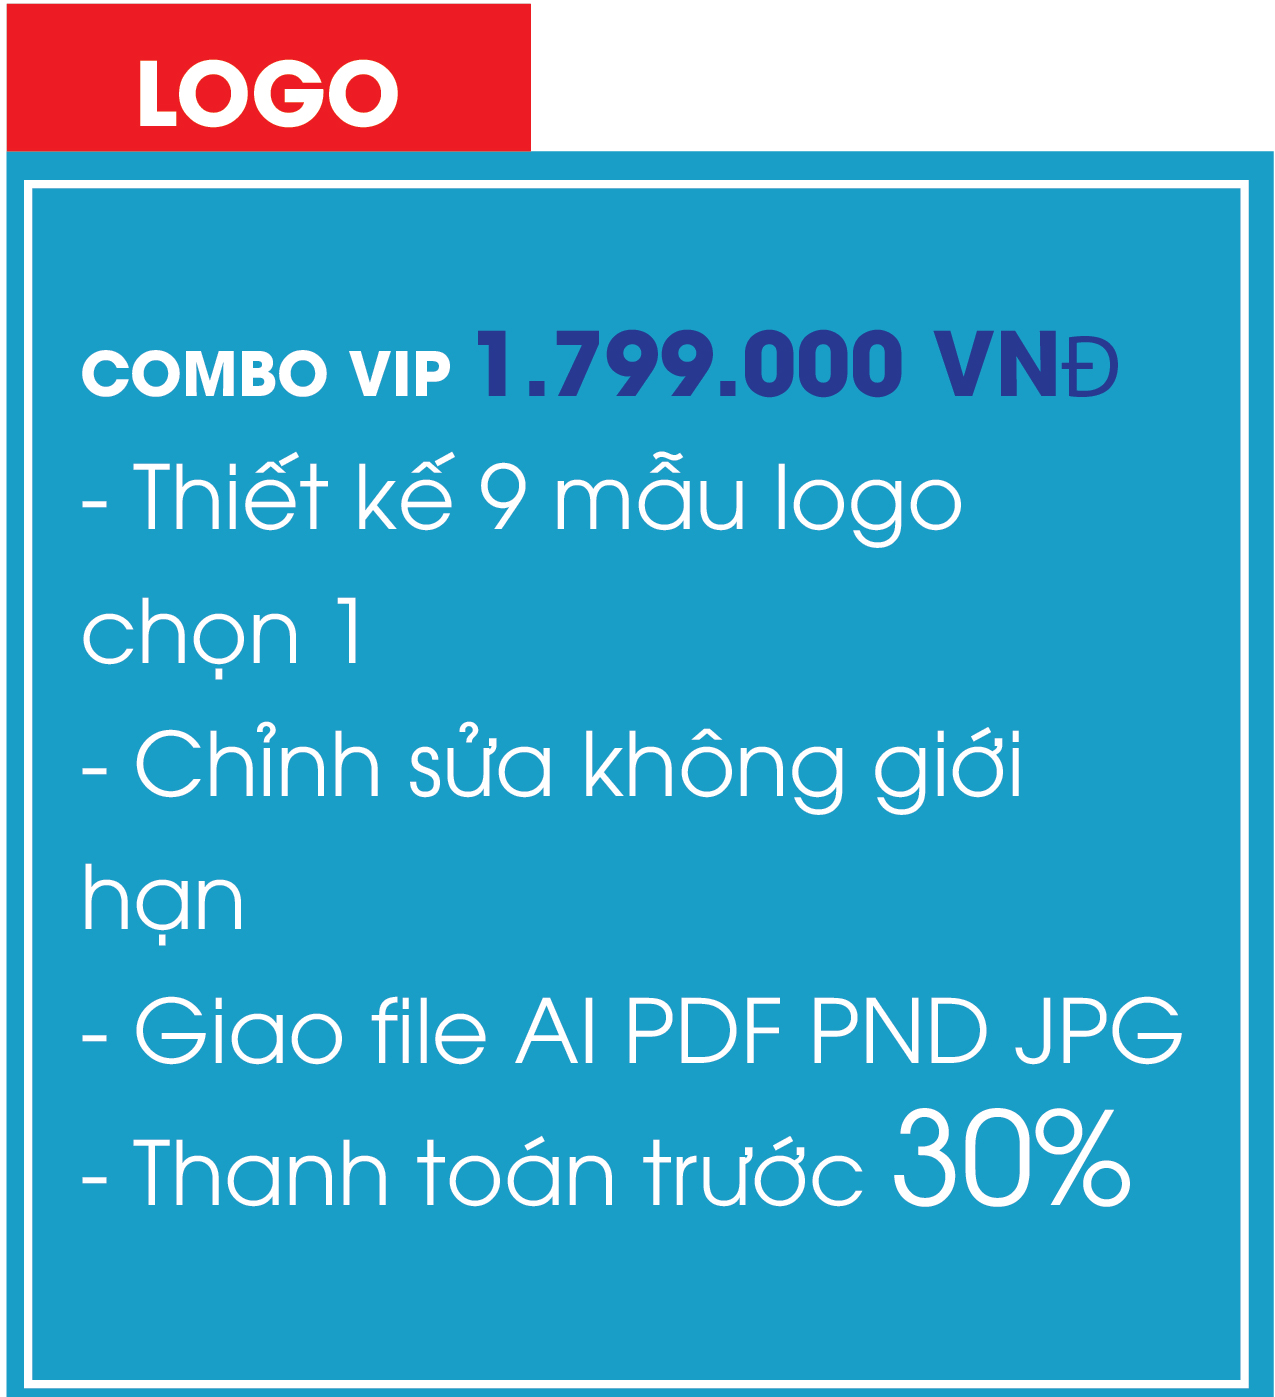 LOGO
COMBO VIP 1.799.000 VNĐ
- Thiết kế 9 mẫu logo
chọn 1
- Chỉnh sửa không giới
hạn
- Giao file AI PDF PND JPG
- Thanh toán trước 30%